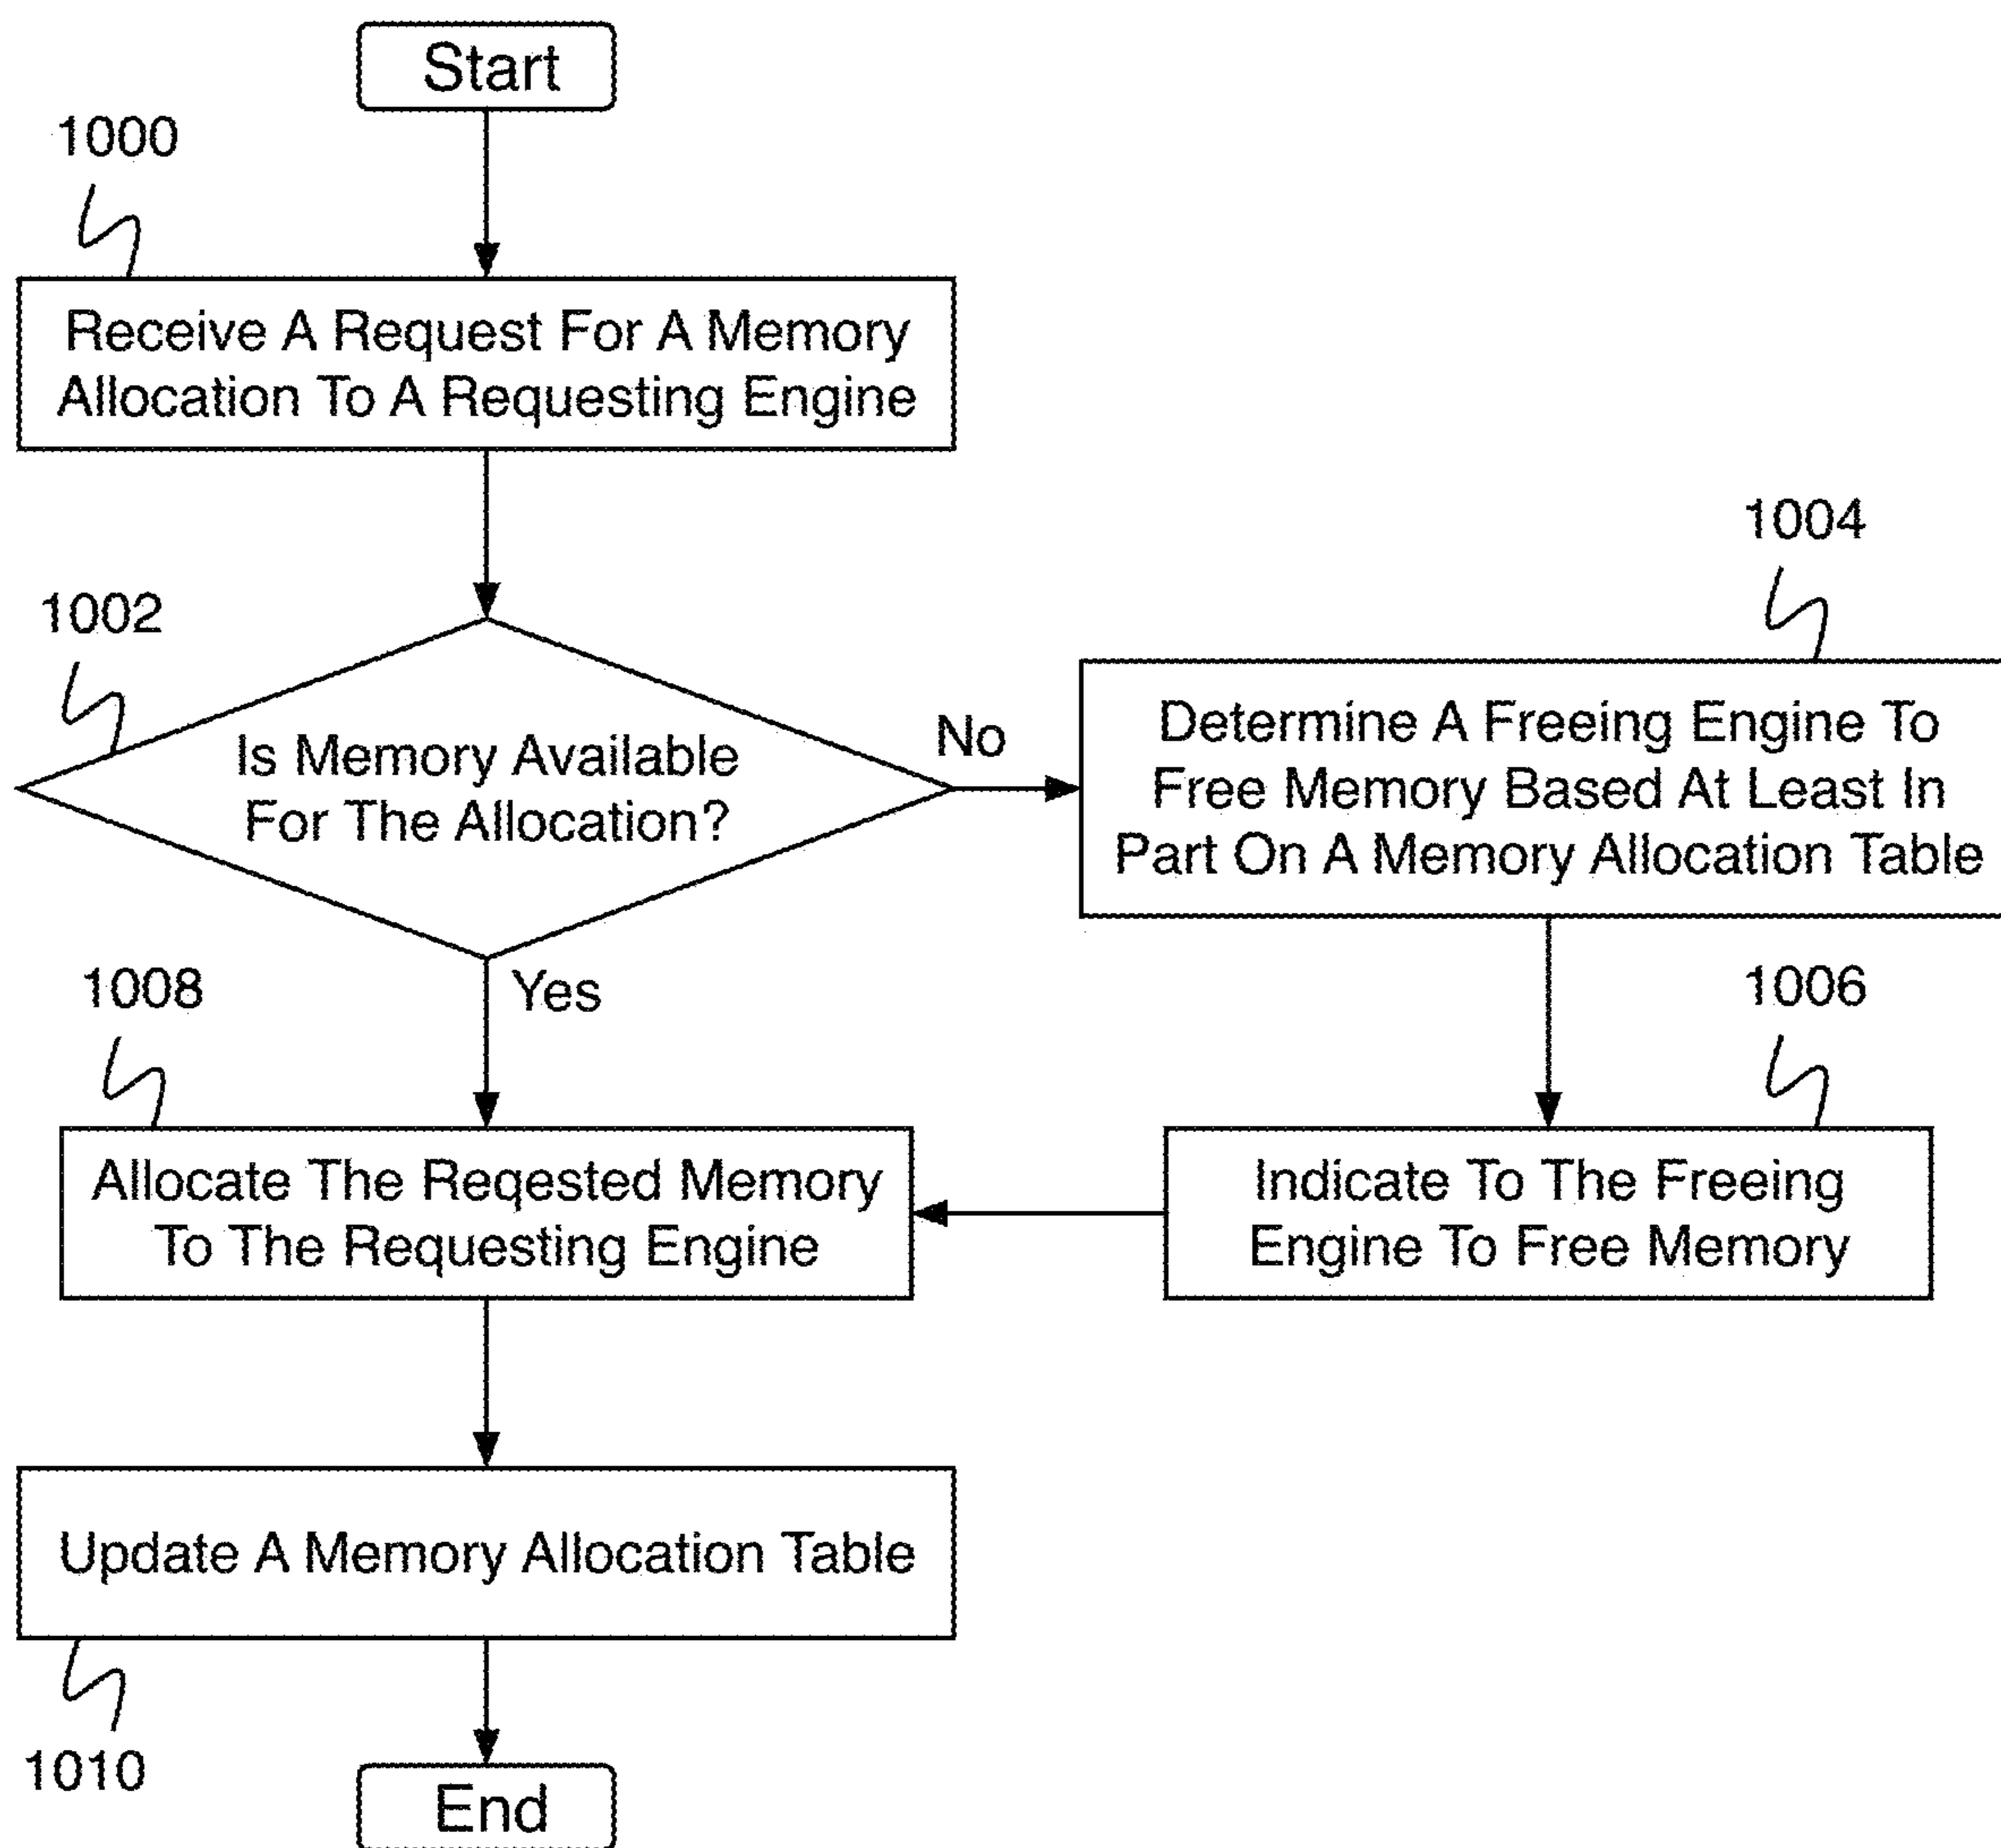 Start
1000
Receive A Request For A Memory
Allocation To A Requesting Engine
1002
Is Memory Available
For The Allocation?
No
1004
Determine A Freeing Engine To
Free Memory Based At Least In
Part On A Memory Allocation Table
Yes
1006
Indicate To The Freeing
Engine To Free Memory
1008
Allocate The Reqested Memory
To The Requesting Engine
Update A Memory Allocation Table
1010
End